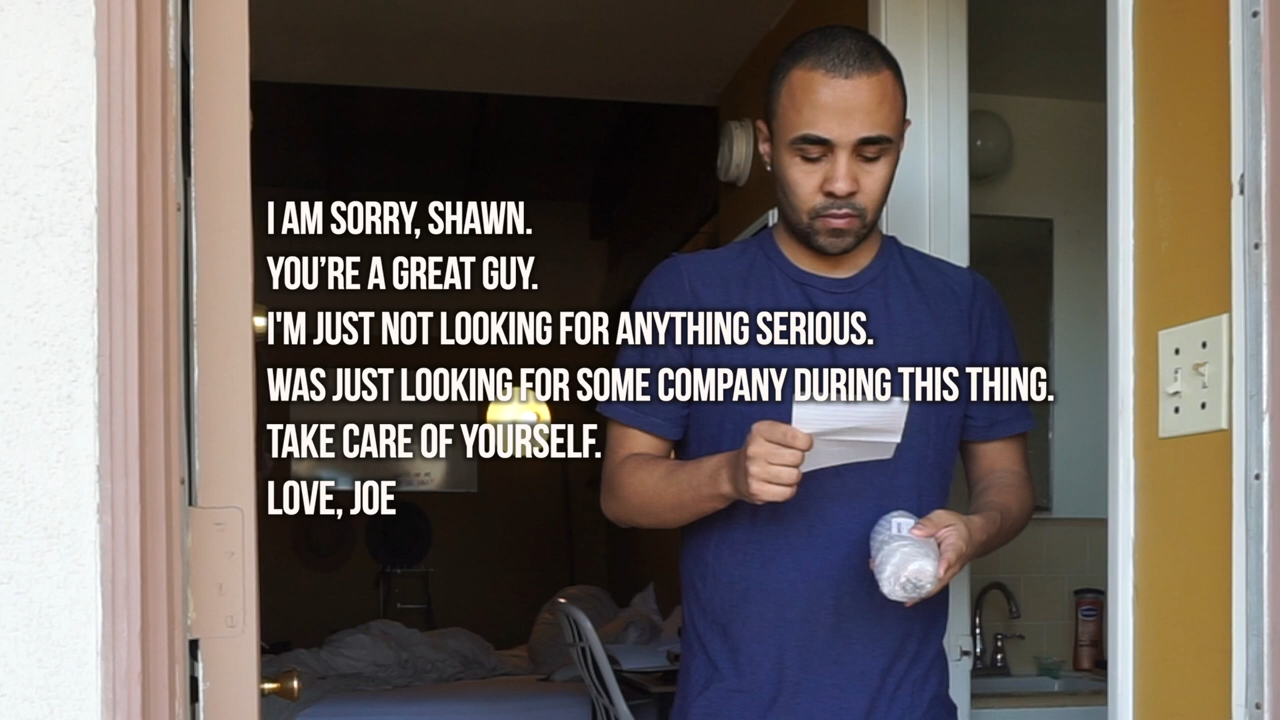 I AM SORRY, SHAWN.
YOU'RE A GREAT GUY.
I'M JUST NOT LOOKING FOR ANYTHING SERIOUS.
WAS JUST LOOKING FOR SOME COMPANY DURING THIS THING.
TAKE CARE OF YOURSELF.
LOVE, JOE